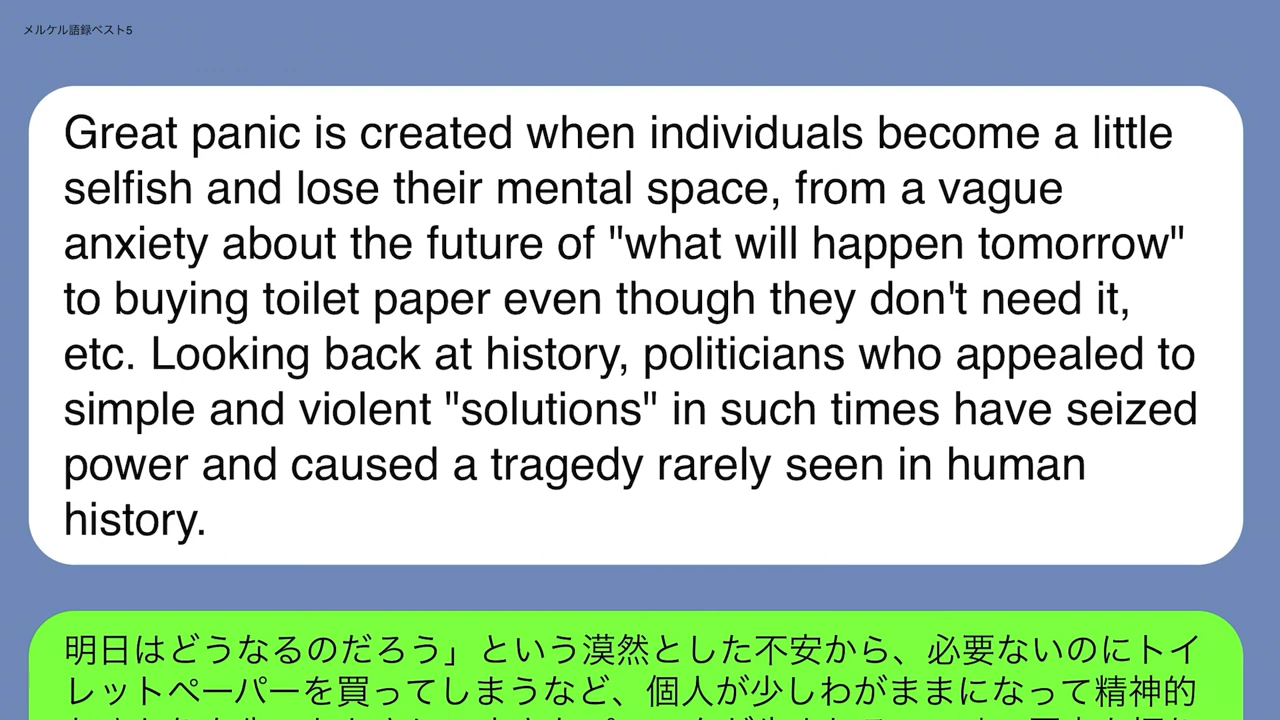 メルケル語録ベスト5
Great panic is created when individuals become a little
selfish and lose their mental space, from a vague
anxiety about the future of "what will happen tomorrow"
to buying toilet paper even though they don't need it,
etc. Looking back at history, politicians who appealed to
simple and violent "solutions" in such times have seized
power and caused a tragedy rarely seen in human
history.
明日はどうなるのだろう」という漠然とした不安から、必要ないのにトイ
レットペーパーを買ってしまうなど、個人が少しわがままになって精神的